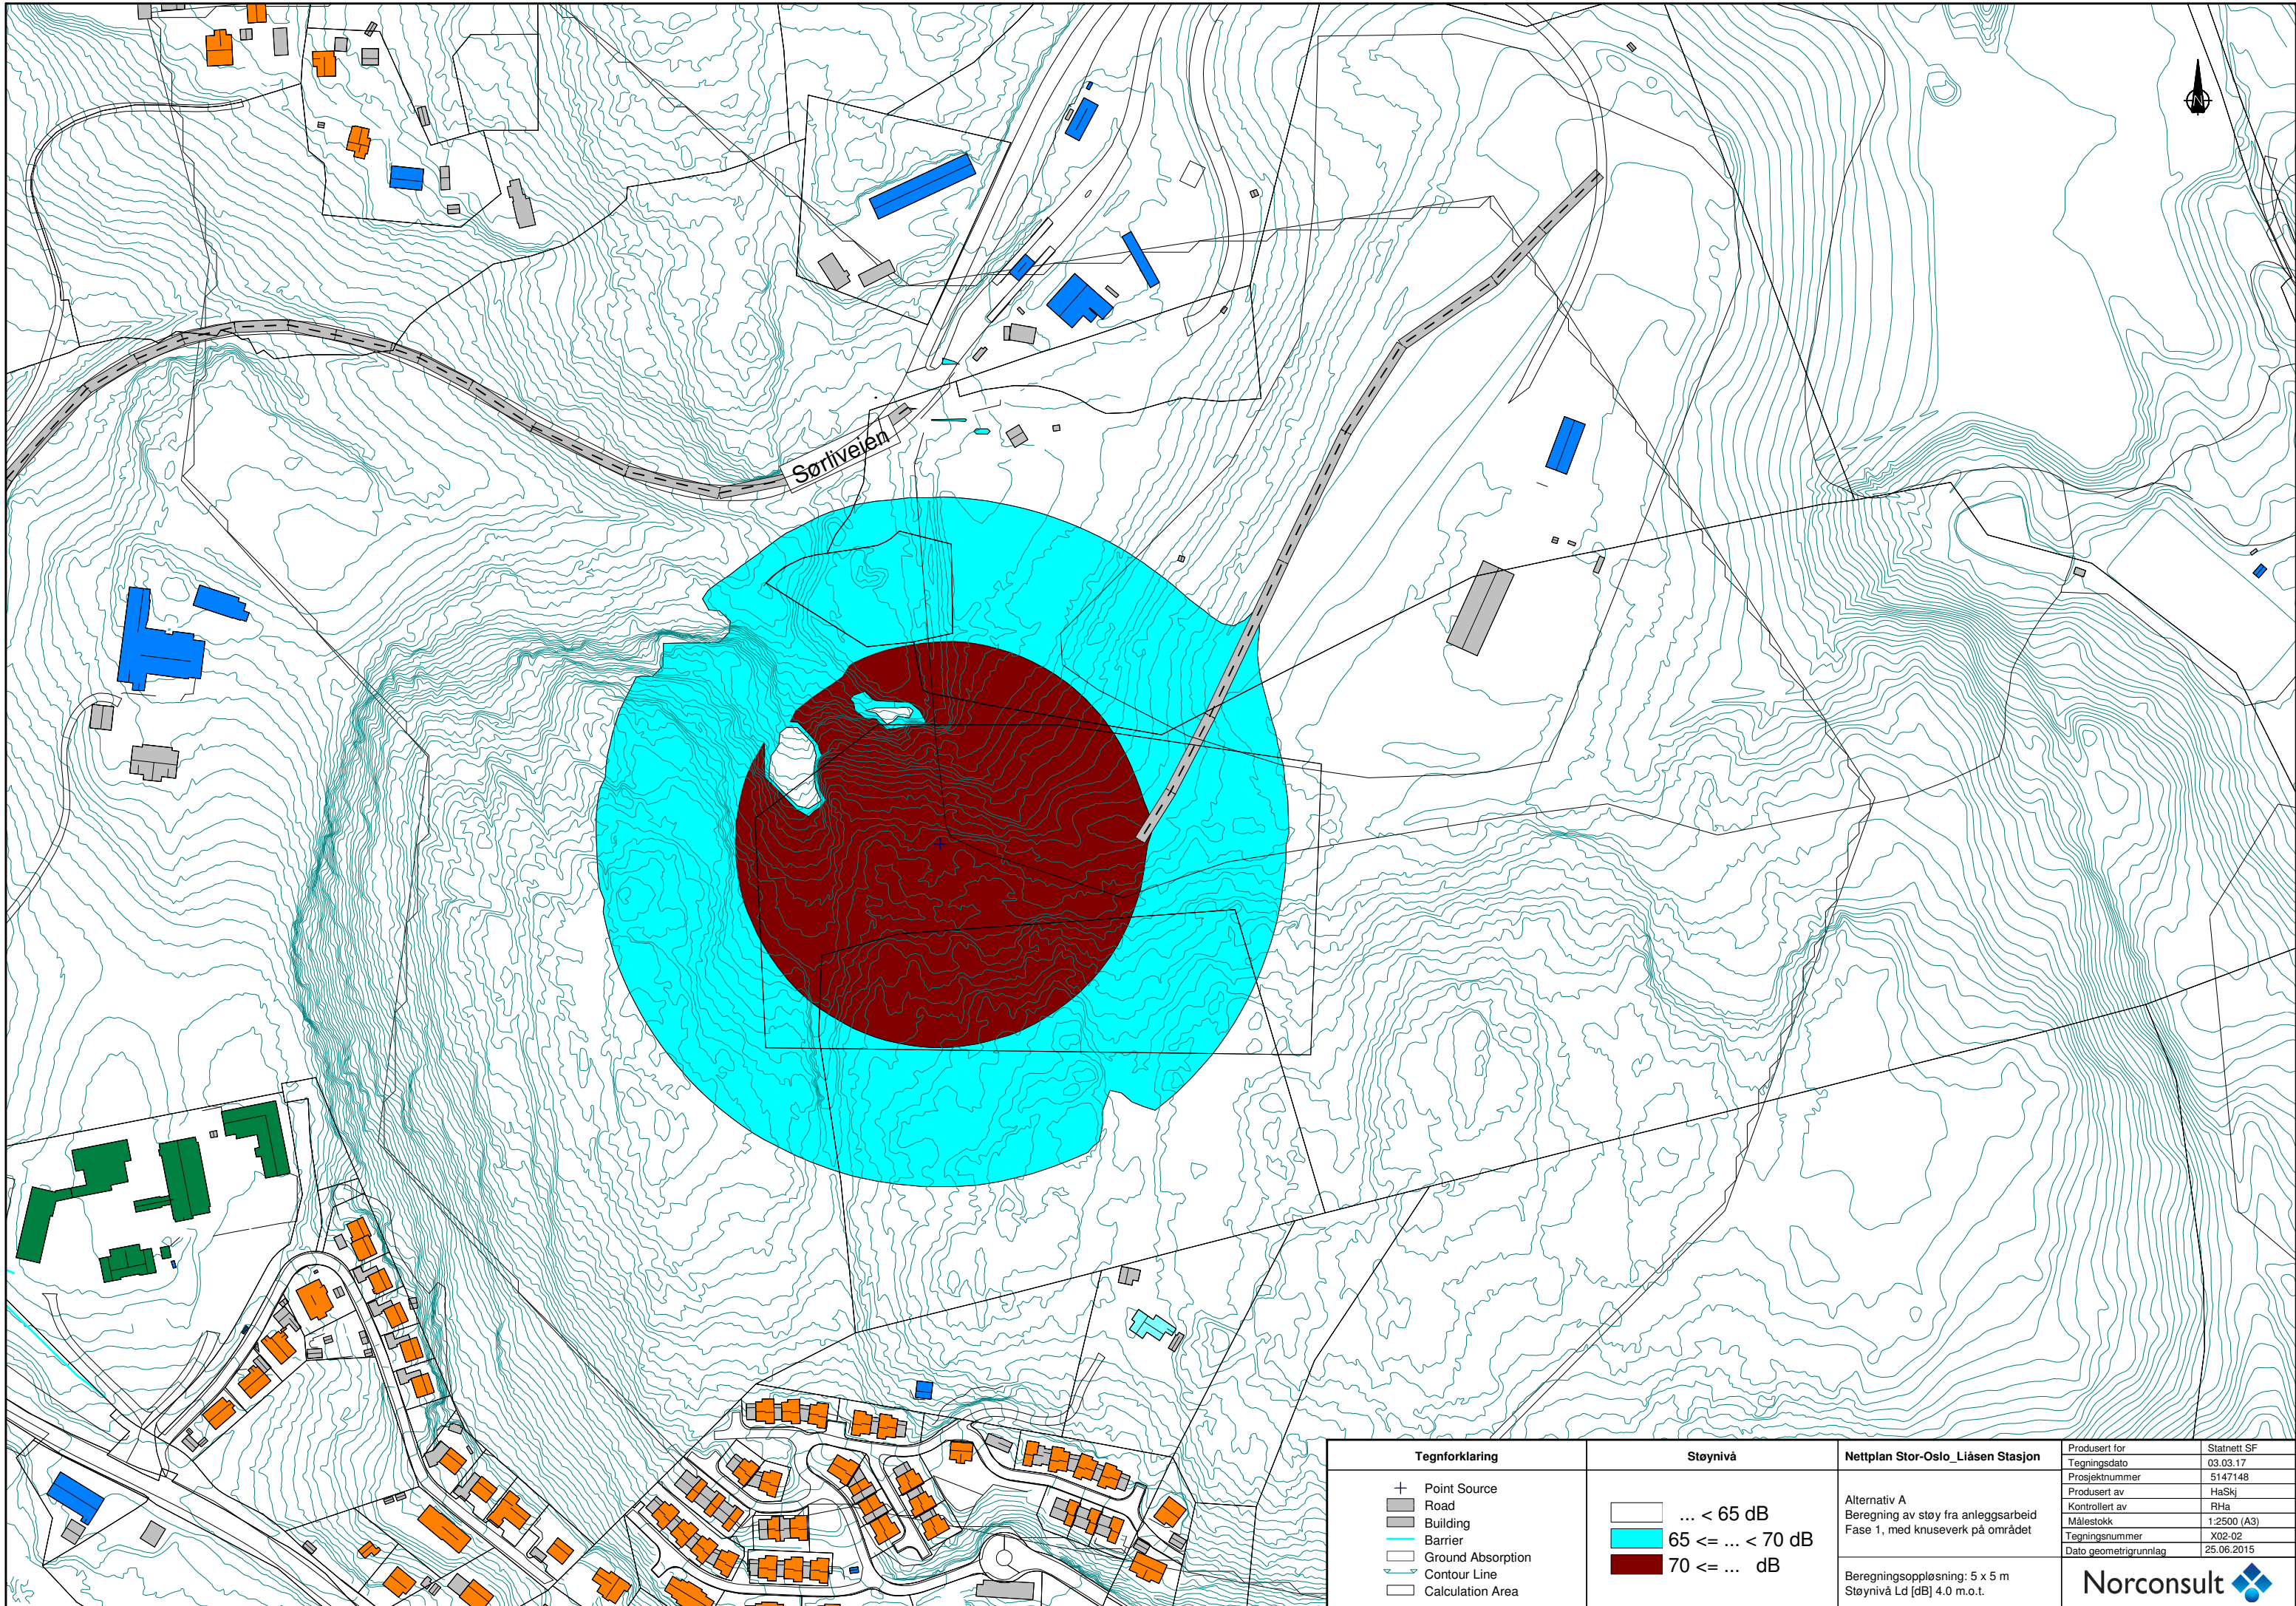 N
Sørliveien
Tegnforklaring
Point Source
Road
Building
Barrier
Ground Absorption
Contour Line
Calculation Area
Støynivå
... < 65 dB
65 <= ... < 70 dB
70 <= ... dB
Nettplan Stor-Oslo_Liåsen Stasjon
Alternativ A
Beregning av støy fra anleggsarbeid
Fase 1, med knuseverk på området
Beregningsoppløsning: 5 x 5 m
Støynivå Ld [dB] 4.0 m.o.t.
Produsert for Statnett SF
Tegningsdato 03.03.17
Prosjektnummer 5147148
Produsert av HaSkj
Kontrollert av RHa
Målestokk 1:2500 (A3)
Tegningsnummer X02-02
Dato geometrigrunnlag 25.06.2015
Norconsult